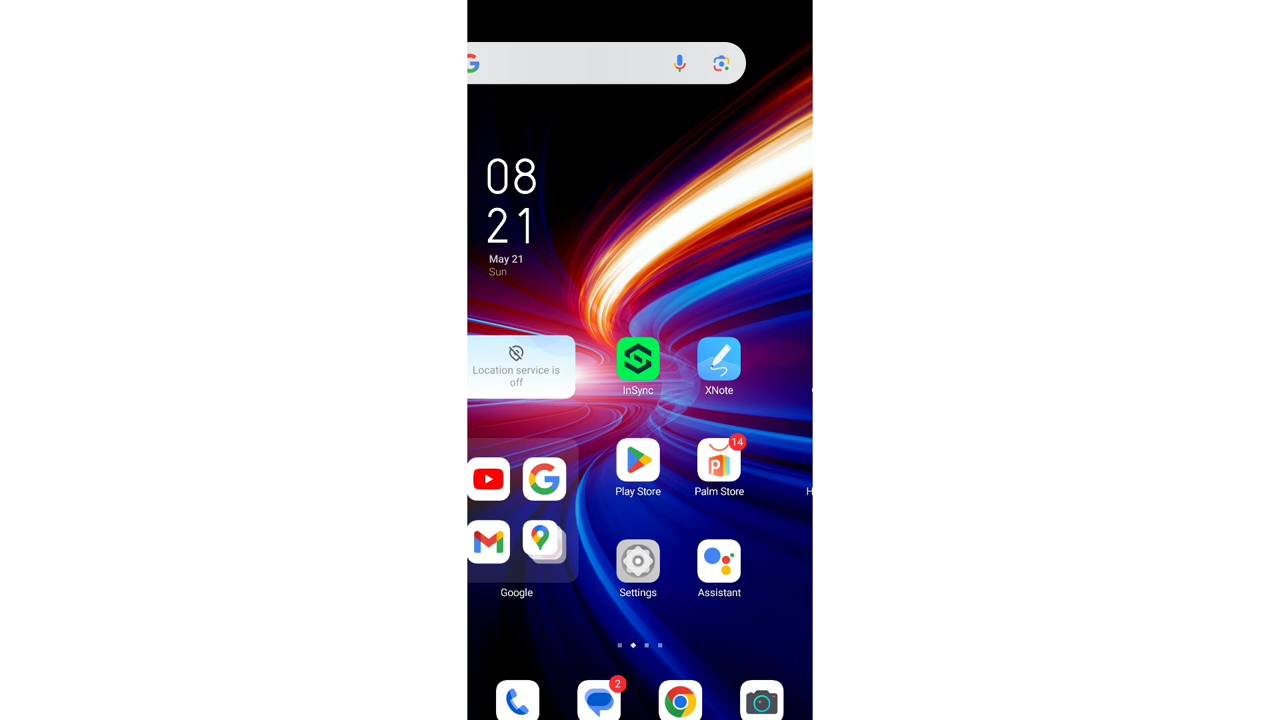 08
21
May 21
Sun
Location service is
off
InSync
XNote
Play Store
14
Palm Store
Google
Settings
Assistant
2